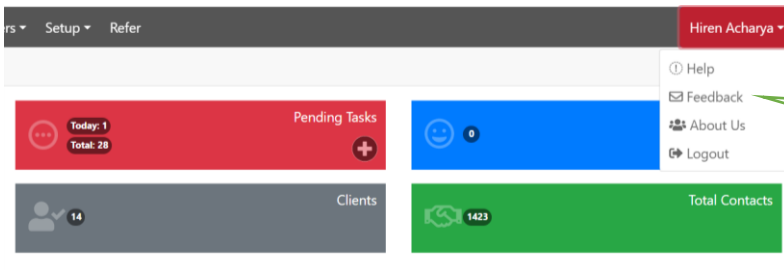 Setup Refer Hiren Acharya
Help
Feedback
About Us
Logout
Pending Tasks
Today: 1
Total: 28
0
Clients
14
Total Contacts
1423